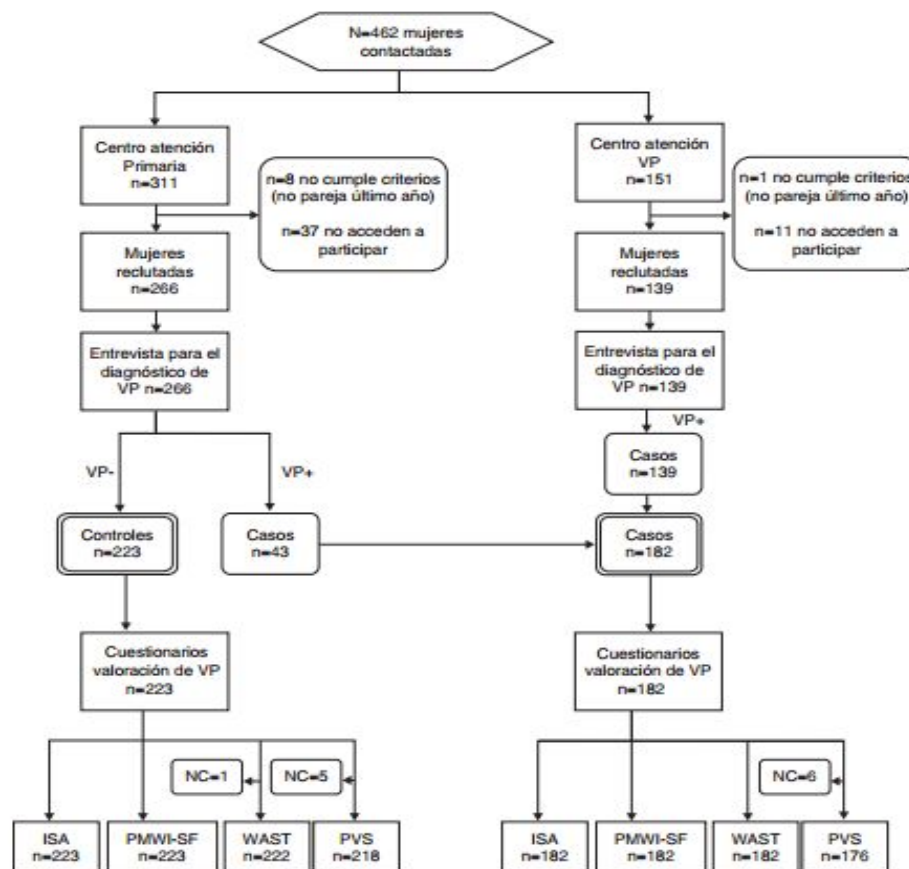 N=462 mujeres
contactadas
Centro atención
Primaria
n=311
n=8 no cumple criterios
(no pareja último año)
n=37 no acceden a
participar
Centro atención
VP
n=151
n=1 no cumple criterios
(no pareja último año)
n=11 no acceden a
participar
Mujeres
reclutadas
n=266
Mujeres
reclutadas
n=139
Entrevista para el
diagnóstico de
VP n=266
Entrevista para el
diagnóstico de
VP n=139
VP-
VP+
VP+
Casos
n=139
Controles
n=223
Casos
n=43
Casos
n=182
Cuestionarios
valoración de VP
n=223
Cuestionarios
valoración de VP
n=182
NC=1
NC=5
NC=6
ISA
n=223
PMWI-SF
n=223
WAST
n=222
PVS
n=218
ISA
n=182
PMWI-SF
n=182
WAST
n=182
PVS
n=176